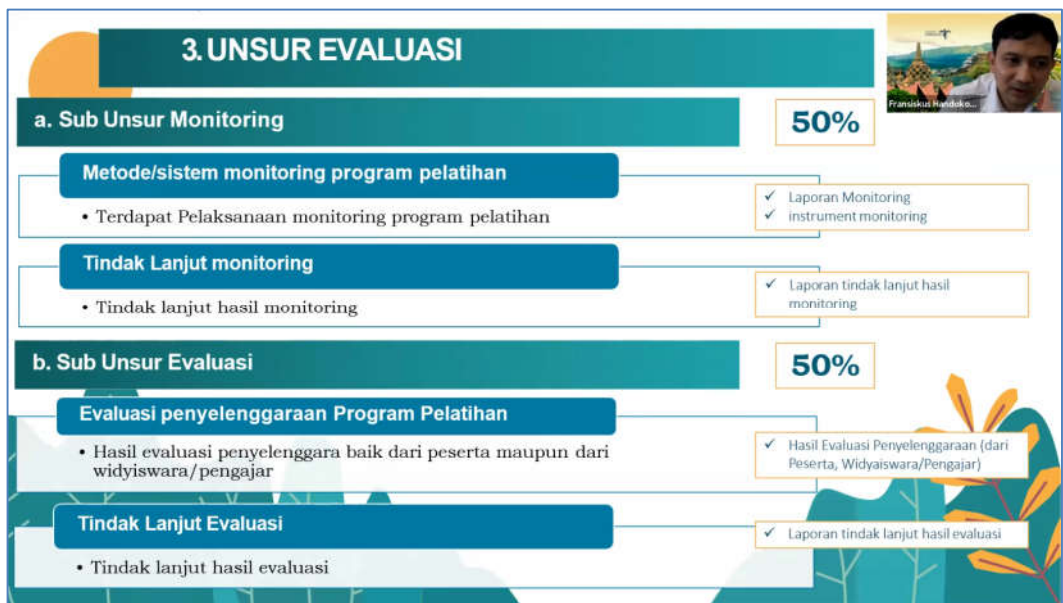 3. UNSUR EVALUASI
Fransiskus Handoko...
a. Sub Unsur Monitoring
50%
Metode/sistem monitoring program pelatihan
• Terdapat Pelaksanaan monitoring program pelatihan
✓ Laporan Monitoring
✓ instrument monitoring
Tindak Lanjut monitoring
• Tindak lanjut hasil monitoring
✓ Laporan tindak lanjut hasil
monitoring
b. Sub Unsur Evaluasi
50%
Evaluasi penyelenggaraan Program Pelatihan
• Hasil evaluasi penyelenggara baik dari peserta maupun dari
widyiswara/pengajar
✓ Hasil Evaluasi Penyelenggaraan (dari
Peserta, Widyaiswara/Pengajar)
Tindak Lanjut Evaluasi
• Tindak lanjut hasil evaluasi
✓ Laporan tindak lanjut hasil evaluasi